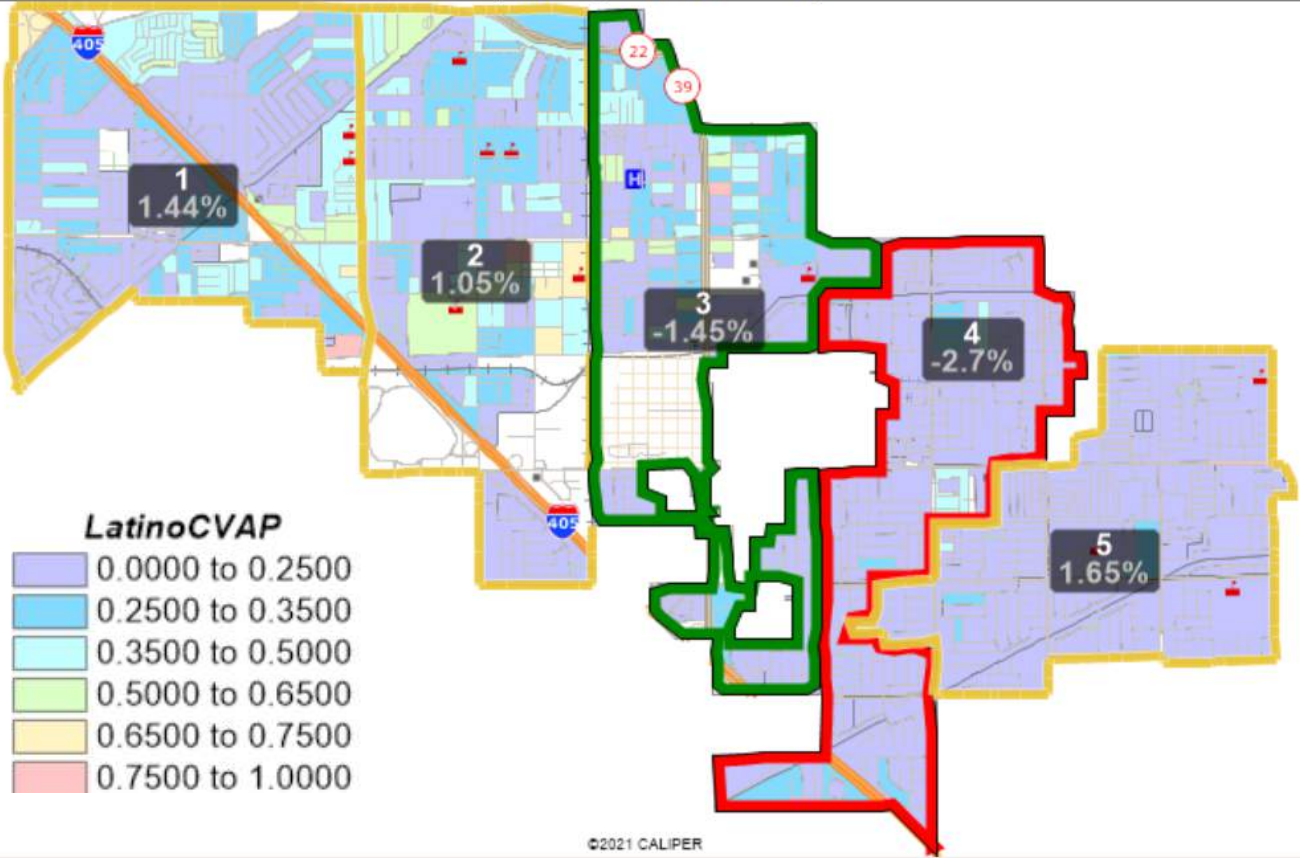 405
22
39
H
1
1.44%
2
1.05%
3
-1.45%
4
-2.7%
5
1.65%
405
LatinoCVAP
0.0000 to 0.2500
0.2500 to 0.3500
0.3500 to 0.5000
0.5000 to 0.6500
0.6500 to 0.7500
0.7500 to 1.0000
©2021 CALIPER